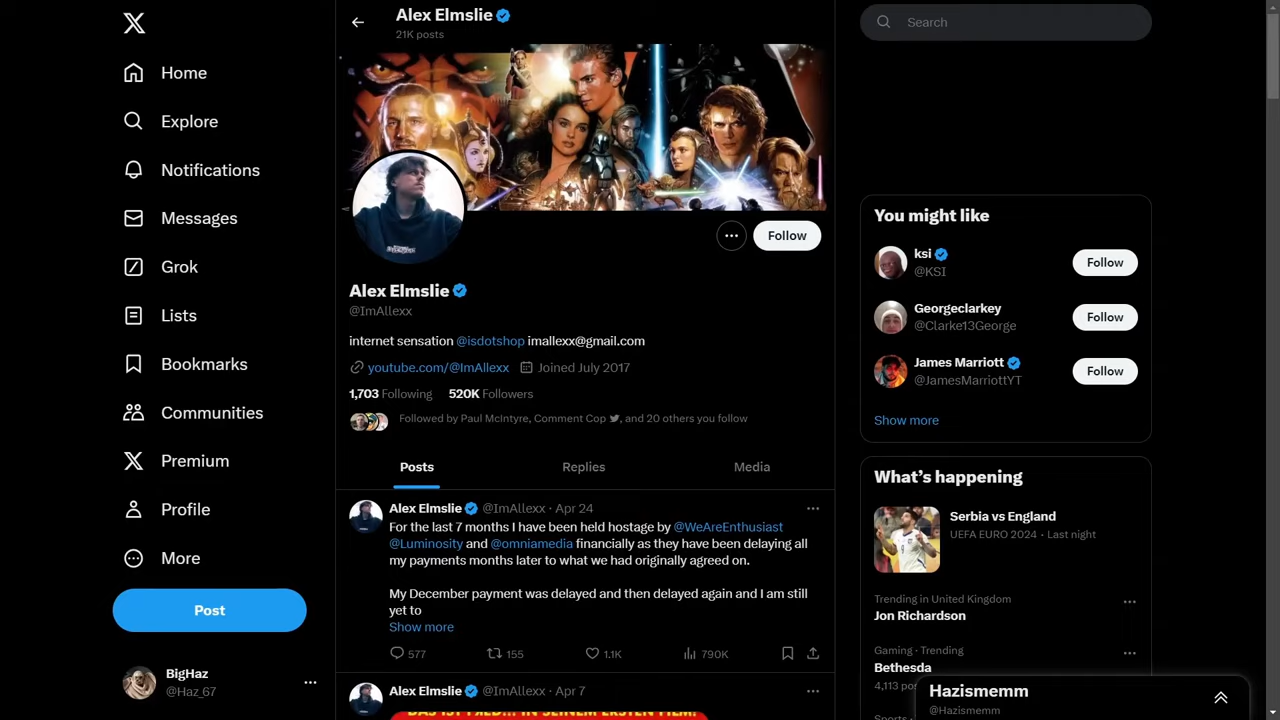 Alex Elmslie
21K posts
Search
Home
Explore
Notifications
Messages
Grok
Lists
Bookmarks
Communities
Premium
Profile
More
Post
BigHaz
@Haz_67
Follow
Alex Elmslie
@ImAllexx
internet sensation @isdotshop imallexx@gmail.com
youtube.com/@ImAllexx Joined July 2017
1,703 Following 520K Followers
Followed by Paul McIntyre, Comment Cop, and 20 others you follow
Posts Replies Media
Alex Elmslie @ImAllexx · Apr 24
For the last 7 months I have been held hostage by @WeAreEnthusiast
@Luminosity and @omniamedia financially as they have been delaying all
my payments months later to what we had originally agreed on.
My December payment was delayed and then delayed again and I am still
yet to
Show more
577 155 1.1K 790K
Alex Elmslie @ImAllexx · Apr 7
You might like
ksi
@KSI
Follow
Georgeclarkey
@Clarke13George
Follow
James Marriott
@JamesMarriottYT
Follow
Show more
What's happening
Serbia vs England
UEFA EURO 2024 · Last night
Trending in United Kingdom
Jon Richardson
Gaming · Trending
Bethesda
4,113
Hazismemm
@Hazismemm